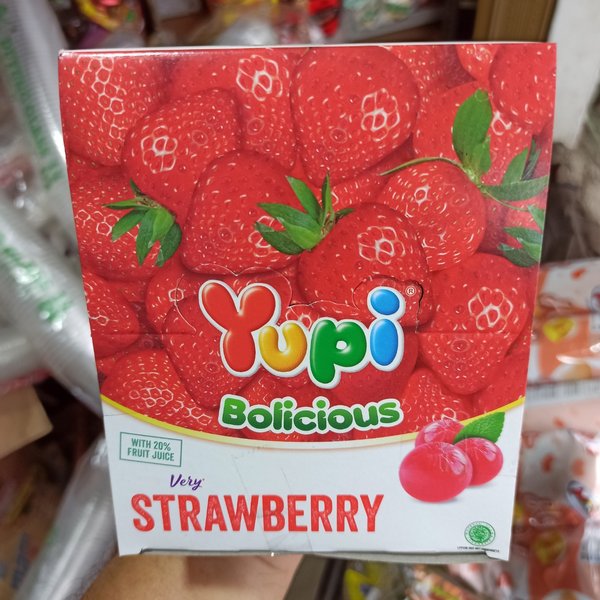 Yupi®
Bolicious
WITH 20%
FRUIT JUICE
Very
STRAWBERRY